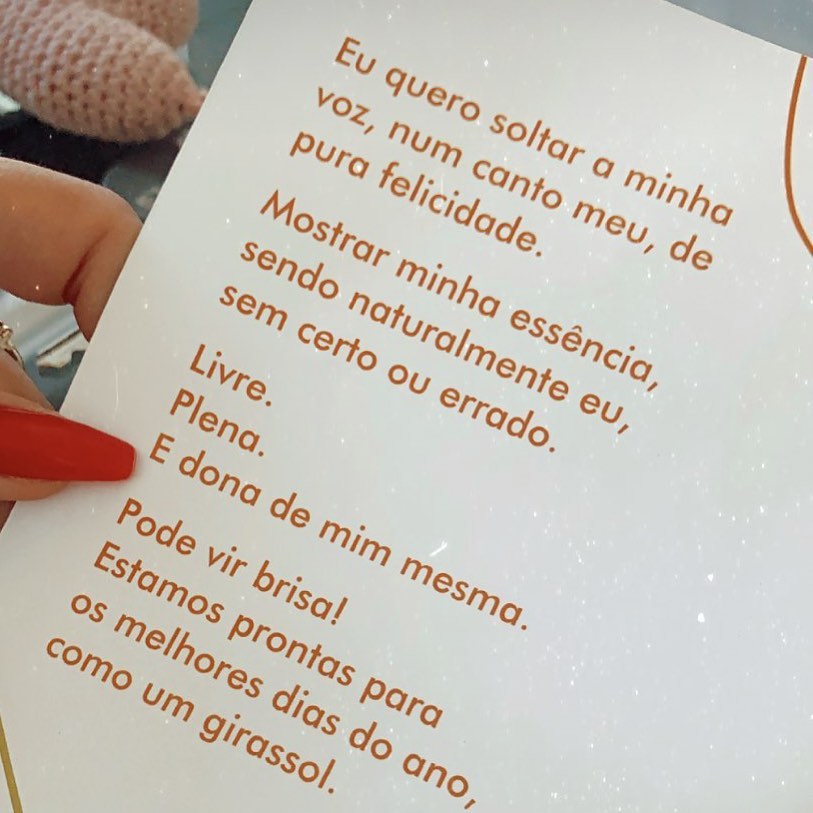 Eu quero soltar a minha
voz, num canto meu, de
pura felicidade.
Mostrar minha essência,
sendo naturalmente eu,
sem certo ou errado.
Livre.
Plena.
E dona de mim mesma.
Pode vir brisa!
Estamos prontas para
os melhores dias do ano,
como um girassol.